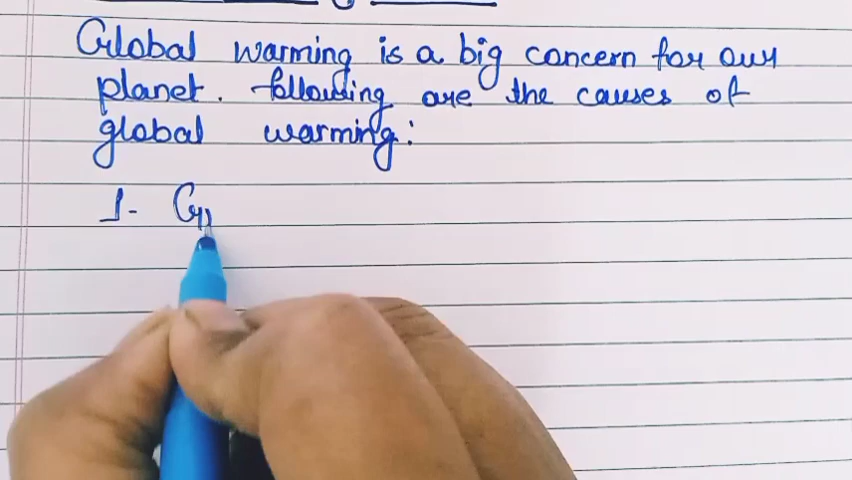 Global warming is a big concern for our
planet. following are the causes of
global warming:
1- G